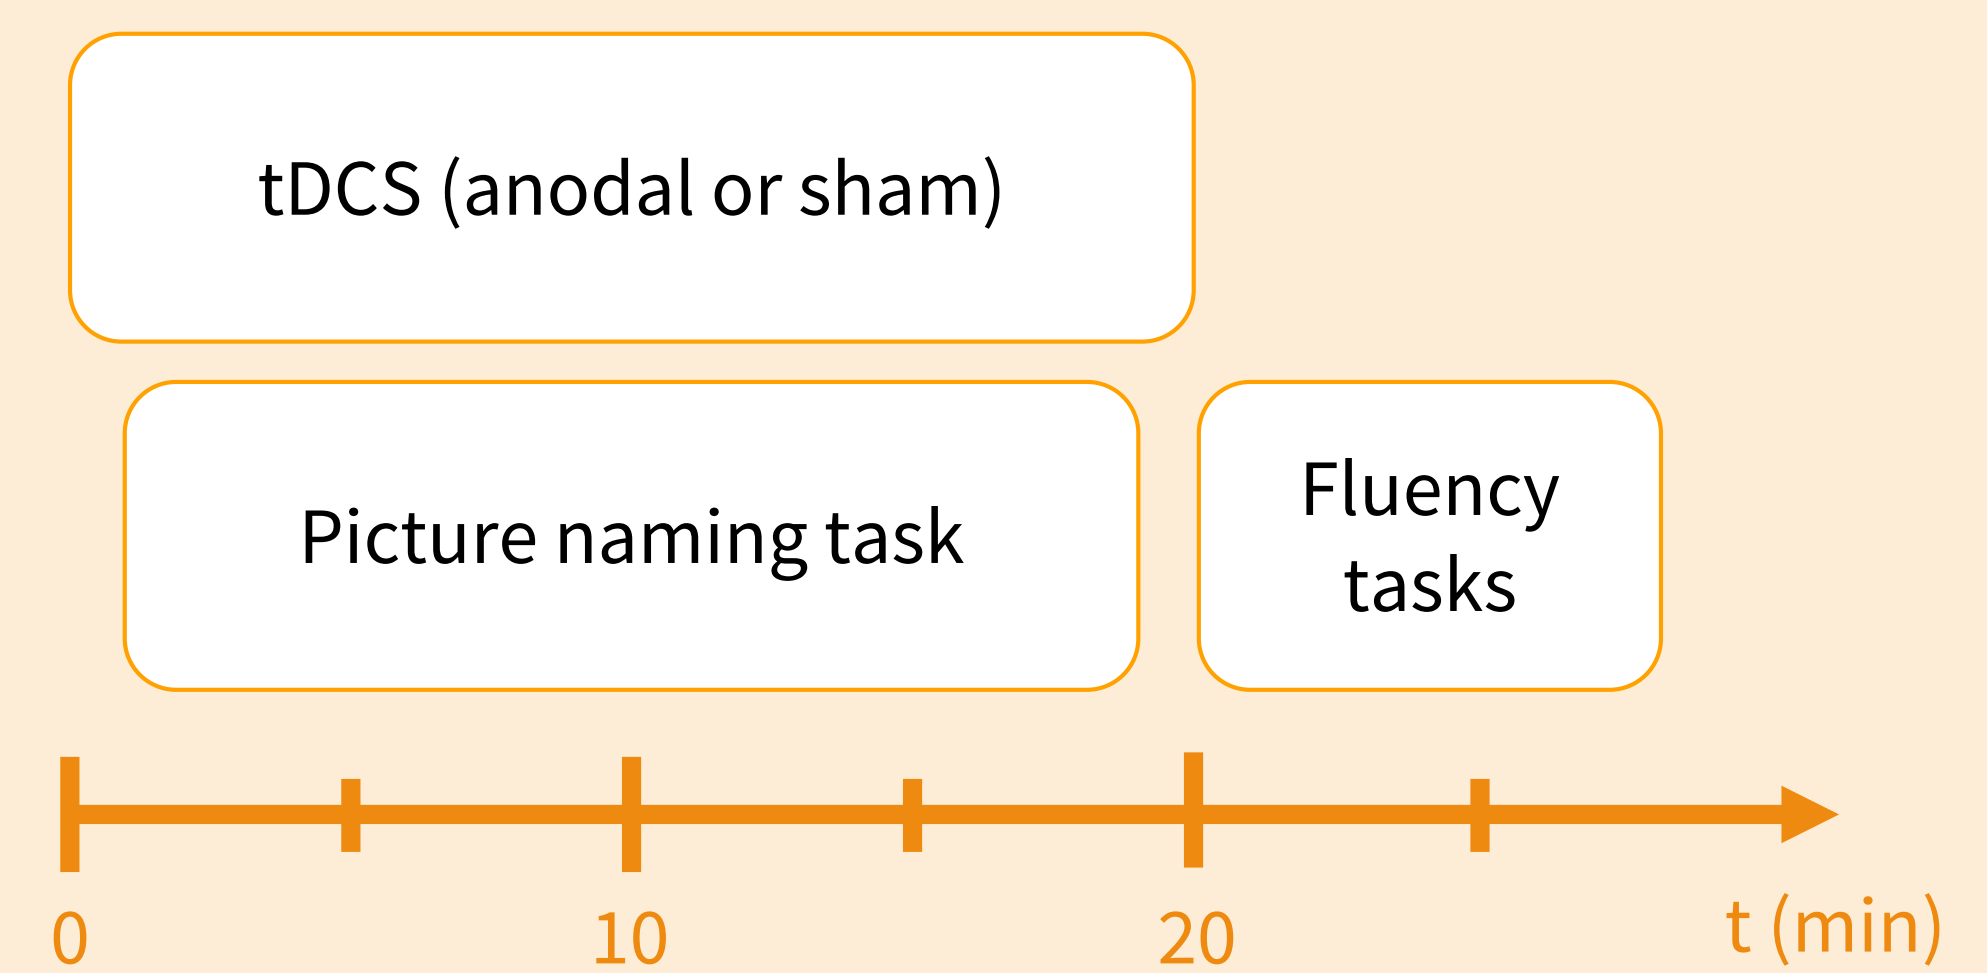 tDCS (anodal or sham)
Picture naming task
Fluency
tasks
0
10
20
t (min)